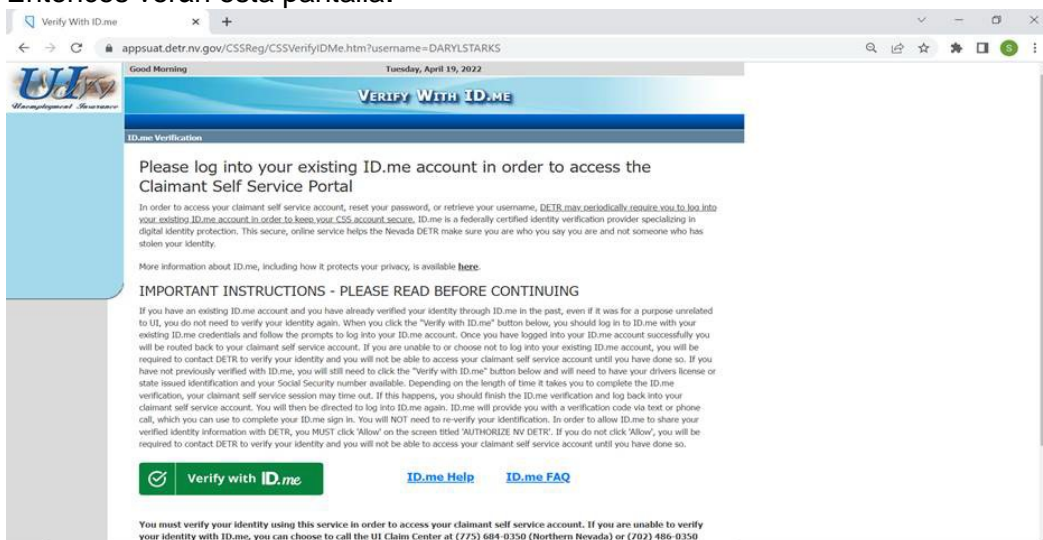 Entonces verán esta pantalla:
Verify With ID.me
appsuat.detr.nv.gov/CSSReg/CSSVerifyIDMe.htm?username=DARYLSTARKS
S
UI NV
Unemployment Insurance
Good Morning Tuesday, April 19, 2022
VERIFY WITH ID.ME
ID.me Verification
Please log into your existing ID.me account in order to access the
Claimant Self Service Portal
In order to access your claimant self service account, reset your password, or retrieve your username, DETR may periodically require you to log into
your existing ID.me account in order to keep your CSS account secure. ID.me is a federally certified identity verification provider specializing in
digital identity protection. This secure, online service helps the Nevada DETR make sure you are who you say you are and not someone who has
stolen your identity.
More information about ID.me, including how it protects your privacy, is available here.
IMPORTANT INSTRUCTIONS - PLEASE READ BEFORE CONTINUING
If you have an existing ID.me account and you have already verified your identity through ID.me in the past, even if it was for a purpose unrelated
to UI, you do not need to verify your identity again. When you click the "Verify with ID.me" button below, you should log in to ID.me with your
existing ID.me credentials and follow the prompts to log into your ID.me account. Once you have logged into your ID.me account successfully you
will be routed back to your claimant self service account. If you are unable to or choose not to log into your existing ID.me account, you will be
required to contact DETR to verify your identity and you will not be able to access your claimant self service account until you have done so. If you
have not previously verified with ID.me, you will still need to click the "Verify with ID.me" button below and will need to have your drivers license or
state issued identification and your Social Security number available. Depending on the length of time it takes you to complete the ID.me
verification, your claimant self service session may time out. If this happens, you should finish the ID.me verification and log back into your
claimant self service account. You will then be directed to log into ID.me again. ID.me will provide you with a verification code via text or phone
call, which you can use to complete your ID.me sign in. You will NOT need to re-verify your identification. In order to allow ID.me to share your
verified identity information with DETR, you MUST click 'Allow' on the screen titled 'AUTHORIZE NV DETR'. If you do not click 'Allow', you will be
required to contact DETR to verify your identity and you will not be able to access your claimant self service account until you have done so.
Verify with ID.me ID.me Help ID.me FAQ
You must verify your identity using this service in order to access your claimant self service account. If you are unable to verify
your identity with ID.me, you can choose to call the UI Claim Center at (775) 684-0350 (Northern Nevada) or (702) 486-0350